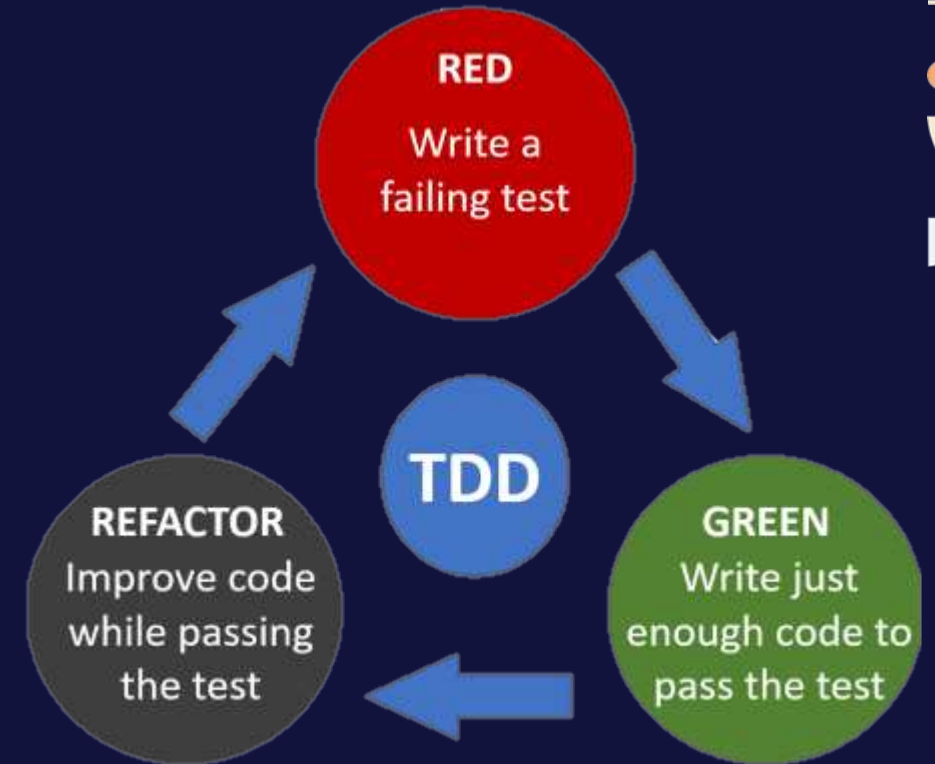 RED
Write a
failing test
TDD
REFACTOR
Improve code
while passing
the test
GREEN
Write just
enough code to
pass the test